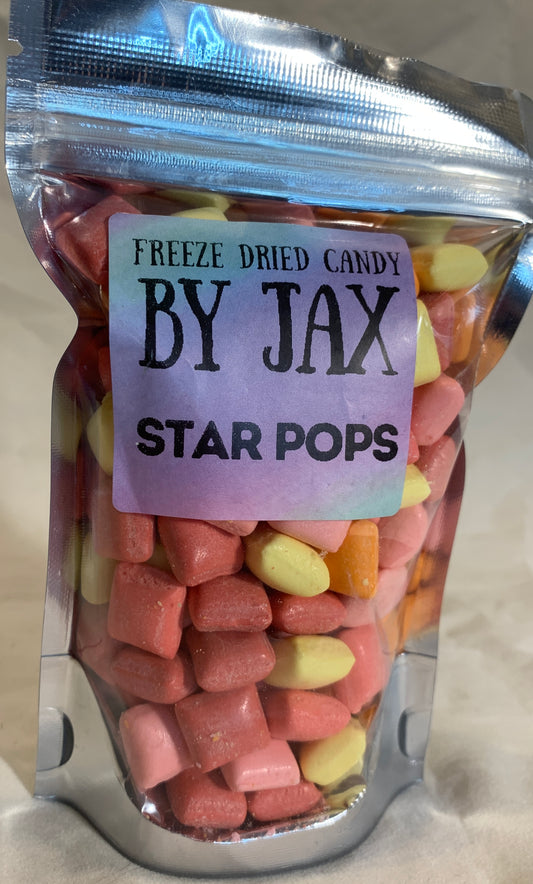 FREEZE DRIED CANDY
BY JAX
STAR POPS